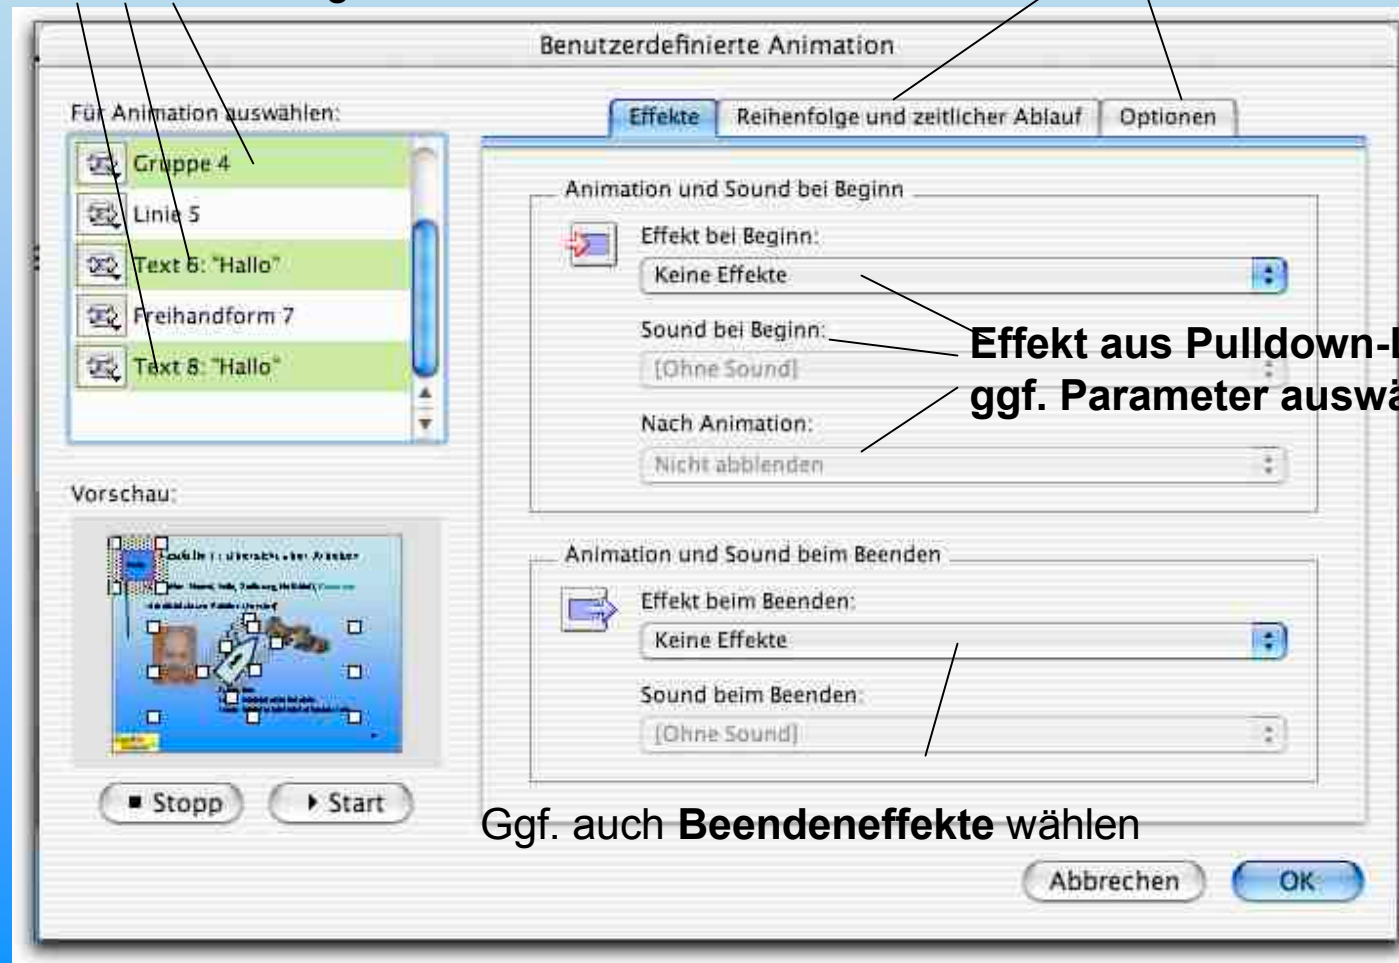 Benutzerdefinierte Animation
Für Animation auswählen:
Gruppe 4
Linie 5
Text 6: "Hallo"
Freihandform 7
Text 8: "Hallo"
Vorschau:
Stopp
Start
Effekte
Reihenfolge und zeitlicher Ablauf
Optionen
Animation und Sound bei Beginn
Effekt bei Beginn:
Keine Effekte
Sound bei Beginn:
[Ohne Sound]
Effekt aus Pulldown-
ggf. Parameter auswä
Nach Animation:
Nicht abblenden
Animation und Sound beim Beenden
Effekt beim Beenden:
Keine Effekte
Sound beim Beenden:
[Ohne Sound]
Ggf. auch Beendeneffekte wählen
Abbrechen
OK